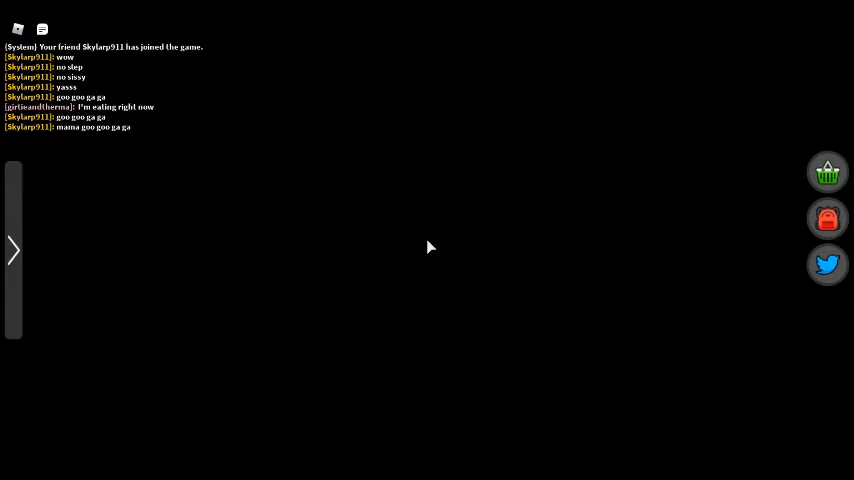 {System} Your friend Skylarp911 has joined the game.
[Skylarp911]: wow
[Skylarp911]: no step
[Skylarp911]: no sissy
[Skylarp911]: yasss
[Skylarp911]: goo goo ga ga
[girtieandtherma]: I'm eating right now
[Skylarp911]: goo goo ga ga
[Skylarp911]: mama goo goo ga ga